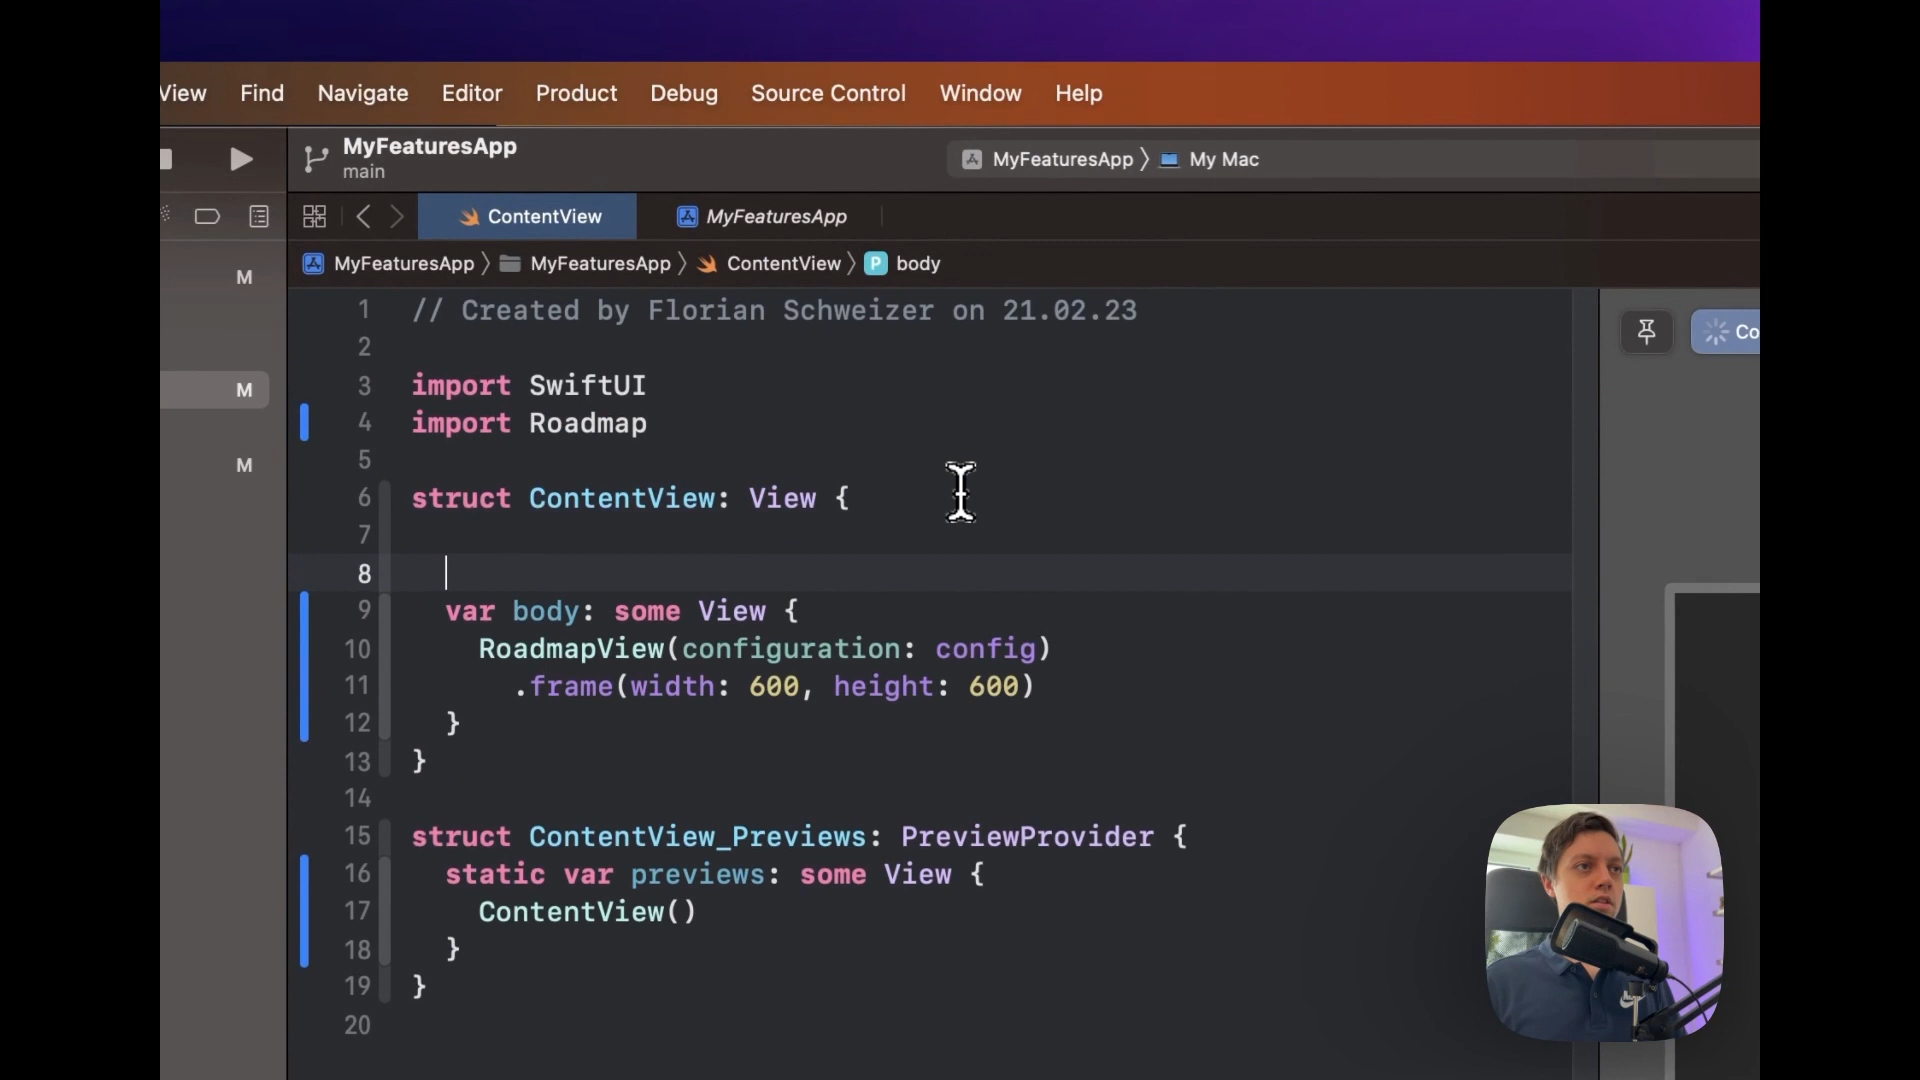 View Find Navigate Editor Product Debug Source Control Window Help
MyFeaturesApp
main
MyFeaturesApp 〉 My Mac
ContentView MyFeaturesApp
MyFeaturesApp 〉 MyFeaturesApp 〉 ContentView 〉 P body
M
M
M
Co
1 // Created by Florian Schweizer on 21.02.23
2
3 import SwiftUI
4 import Roadmap
5
6 struct ContentView: View {
7
8
9 var body: some View {
10 RoadmapView(configuration: config)
11 .frame(width: 600, height: 600)
12 }
13 }
14
15 struct ContentView_Previews: PreviewProvider {
16 static var previews: some View {
17 ContentView()
18 }
19 }
20